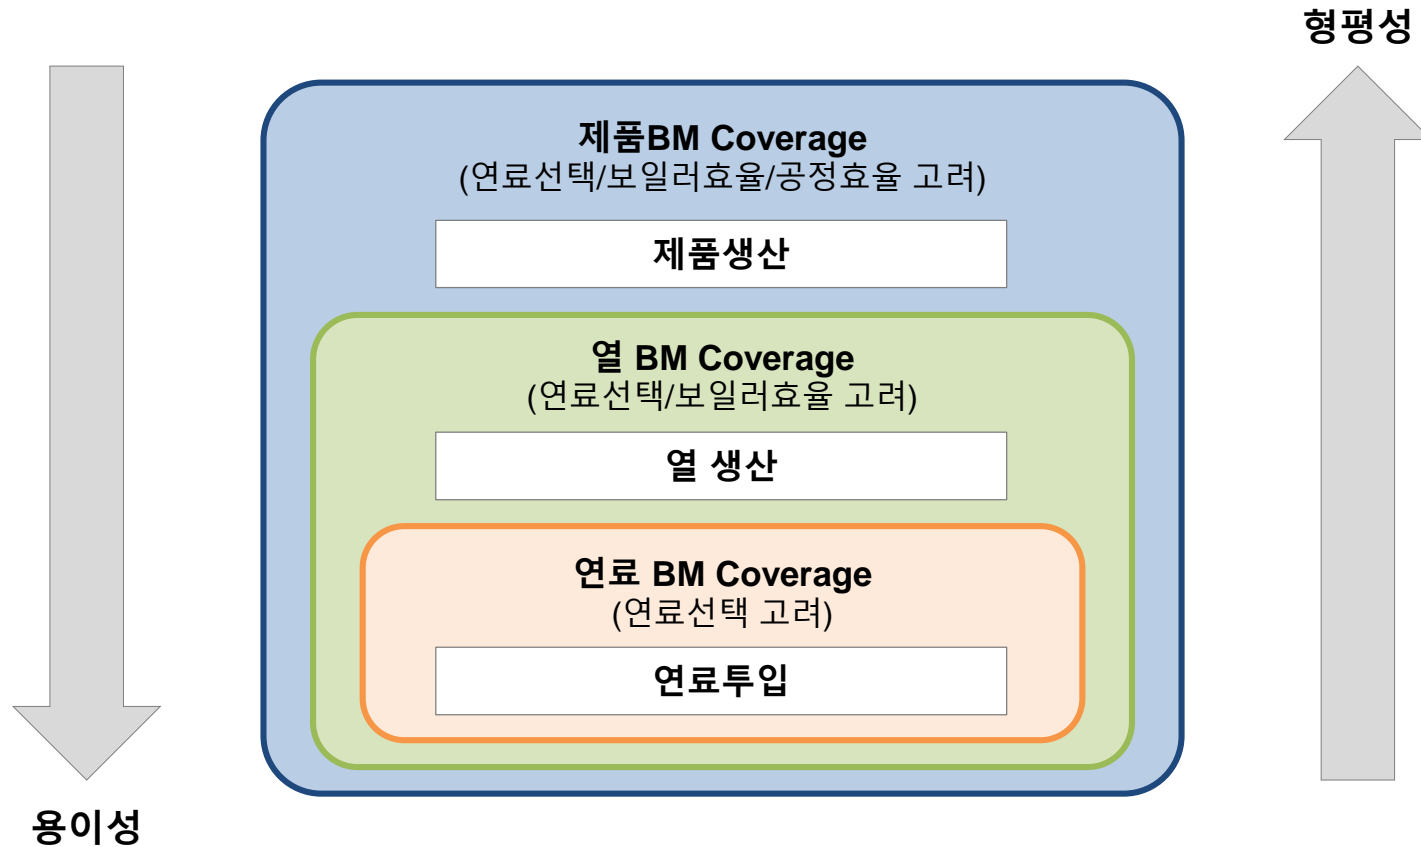 형평성
제품BM Coverage
(연료선택/보일러효율/공정효율 고려)
제품생산
열 BM Coverage
(연료선택/보일러효율 고려)
열 생산
연료 BM Coverage
(연료선택 고려)
연료투입
용이성